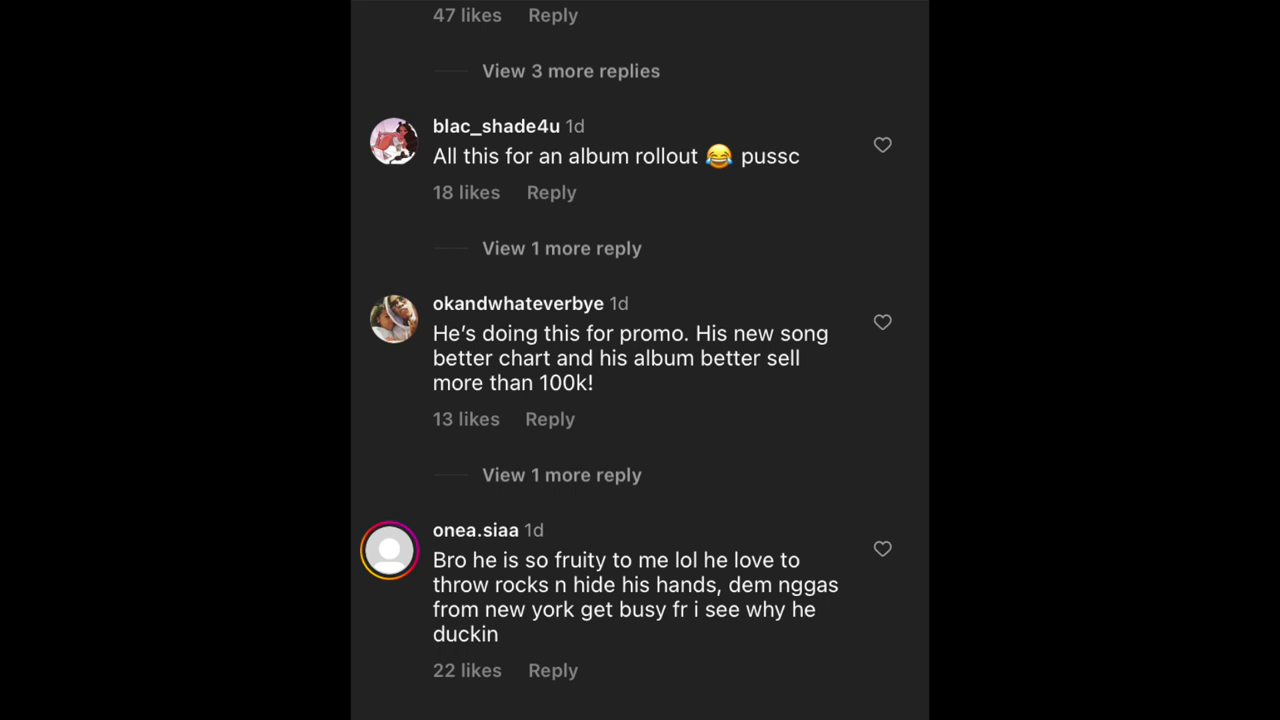 47 likes Reply
View 3 more replies
blac_shade4u 1d
All this for an album rollout 😂 pussc
18 likes Reply
View 1 more reply
okandwhateverbye 1d
He's doing this for promo. His new song
better chart and his album better sell
more than 100k!
13 likes Reply
View 1 more reply
onea.siaa 1d
Bro he is so fruity to me lol he love to
throw rocks n hide his hands, dem nggas
from new york get busy fr i see why he
duckin
22 likes Reply